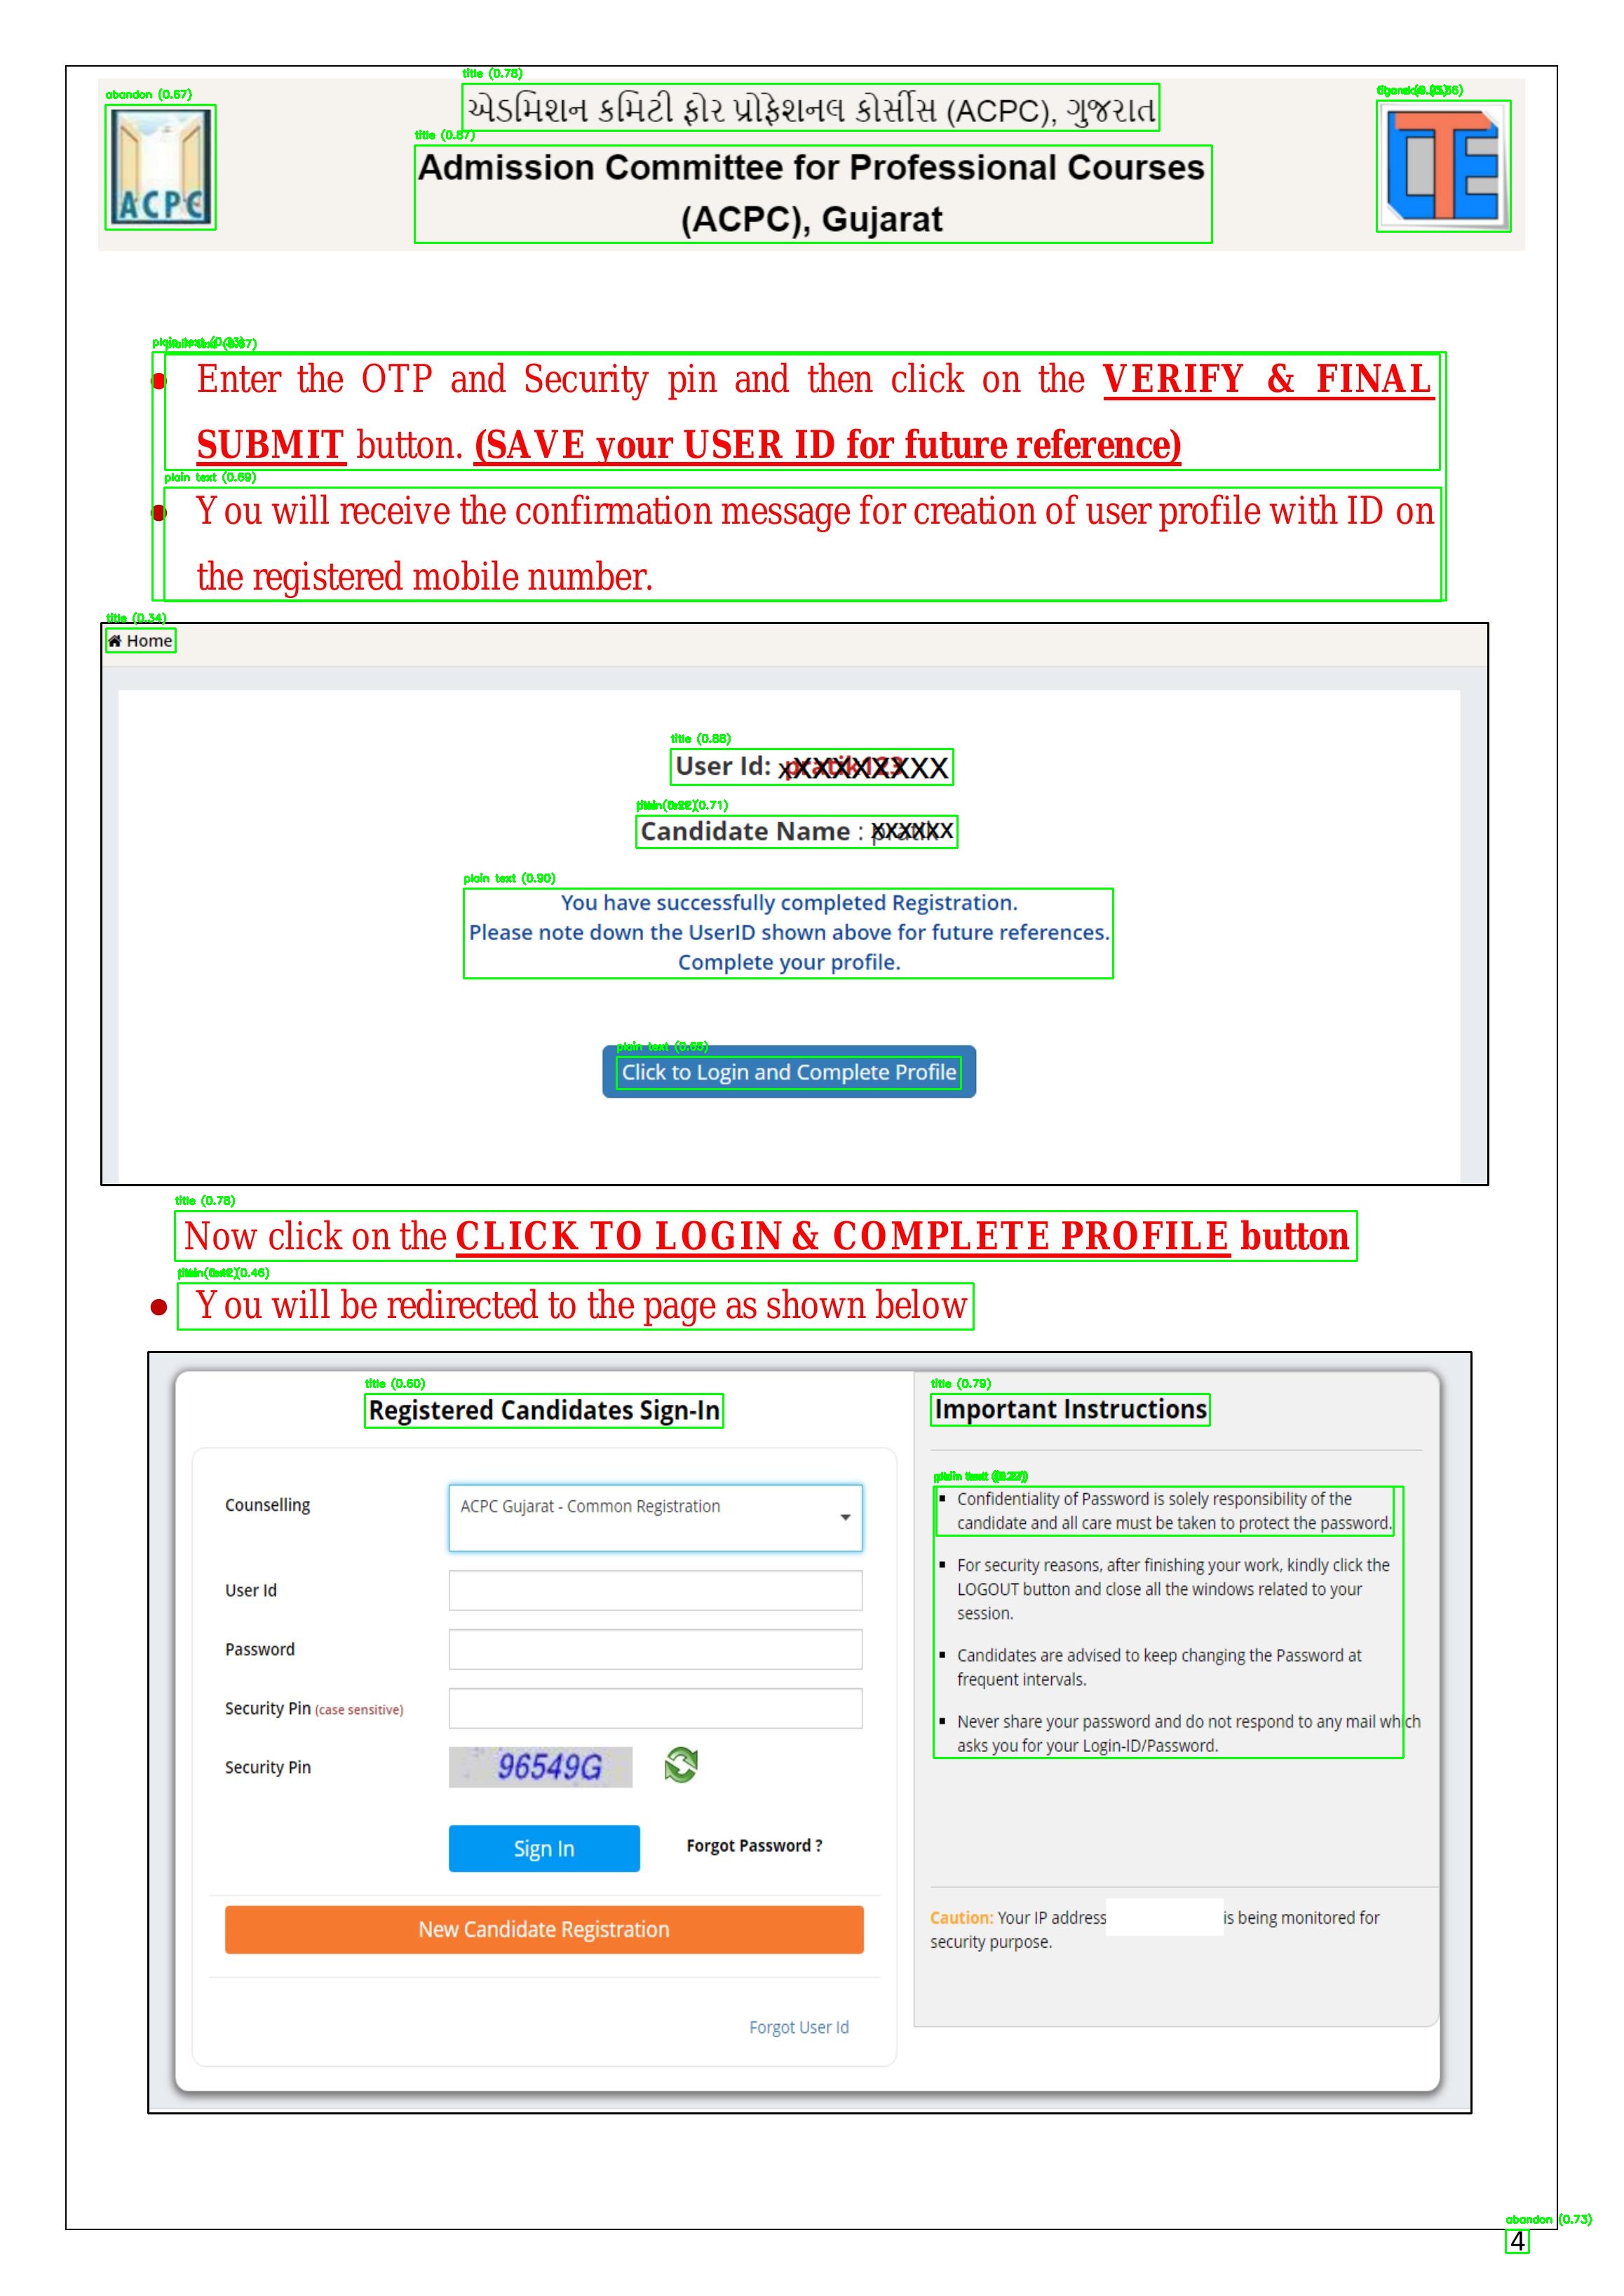 abandon (0.67)
title (0.78)
એડમિશન કમિટી ફોર પ્રોફેશનલ કોર્સીસ (ACPC), ગુજરાત
title (0.87)
Admission Committee for Professional Courses
(ACPC), Gujarat
ACPC
plain text
• Enter the OTP and Security pin and then click on the VERIFY & FINAL
SUBMIT button. (SAVE your USER ID for future reference)
plain text (0.69)
• You will receive the confirmation message for creation of user profile with ID on
the registered mobile number.
title (0.34)
Home
title (0.88)
User Id:
(0.71)
Candidate Name :
plain text (0.90)
You have successfully completed Registration.
Please note down the UserID shown above for future references.
Complete your profile.
plain text
Click to Login and Complete Profile
title (0.78)
Now click on the CLICK TO LOGIN & COMPLETE PROFILE button
(0.46)
• You will be redirected to the page as shown below
title (0.60)
Registered Candidates Sign-In
Counselling
ACPC Gujarat - Common Registration
User Id
Password
Security Pin (case sensitive)
Security Pin
96549G
Sign In
Forgot Password ?
New Candidate Registration
Forgot User Id
title (0.79)
Important Instructions
▪ Confidentiality of Password is solely responsibility of the
candidate and all care must be taken to protect the password.
▪ For security reasons, after finishing your work, kindly click the
LOGOUT button and close all the windows related to your
session.
▪ Candidates are advised to keep changing the Password at
frequent intervals.
▪ Never share your password and do not respond to any mail which
asks you for your Login-ID/Password.
Caution: Your IP address is being monitored for
security purpose.
abandon (0.73)
4